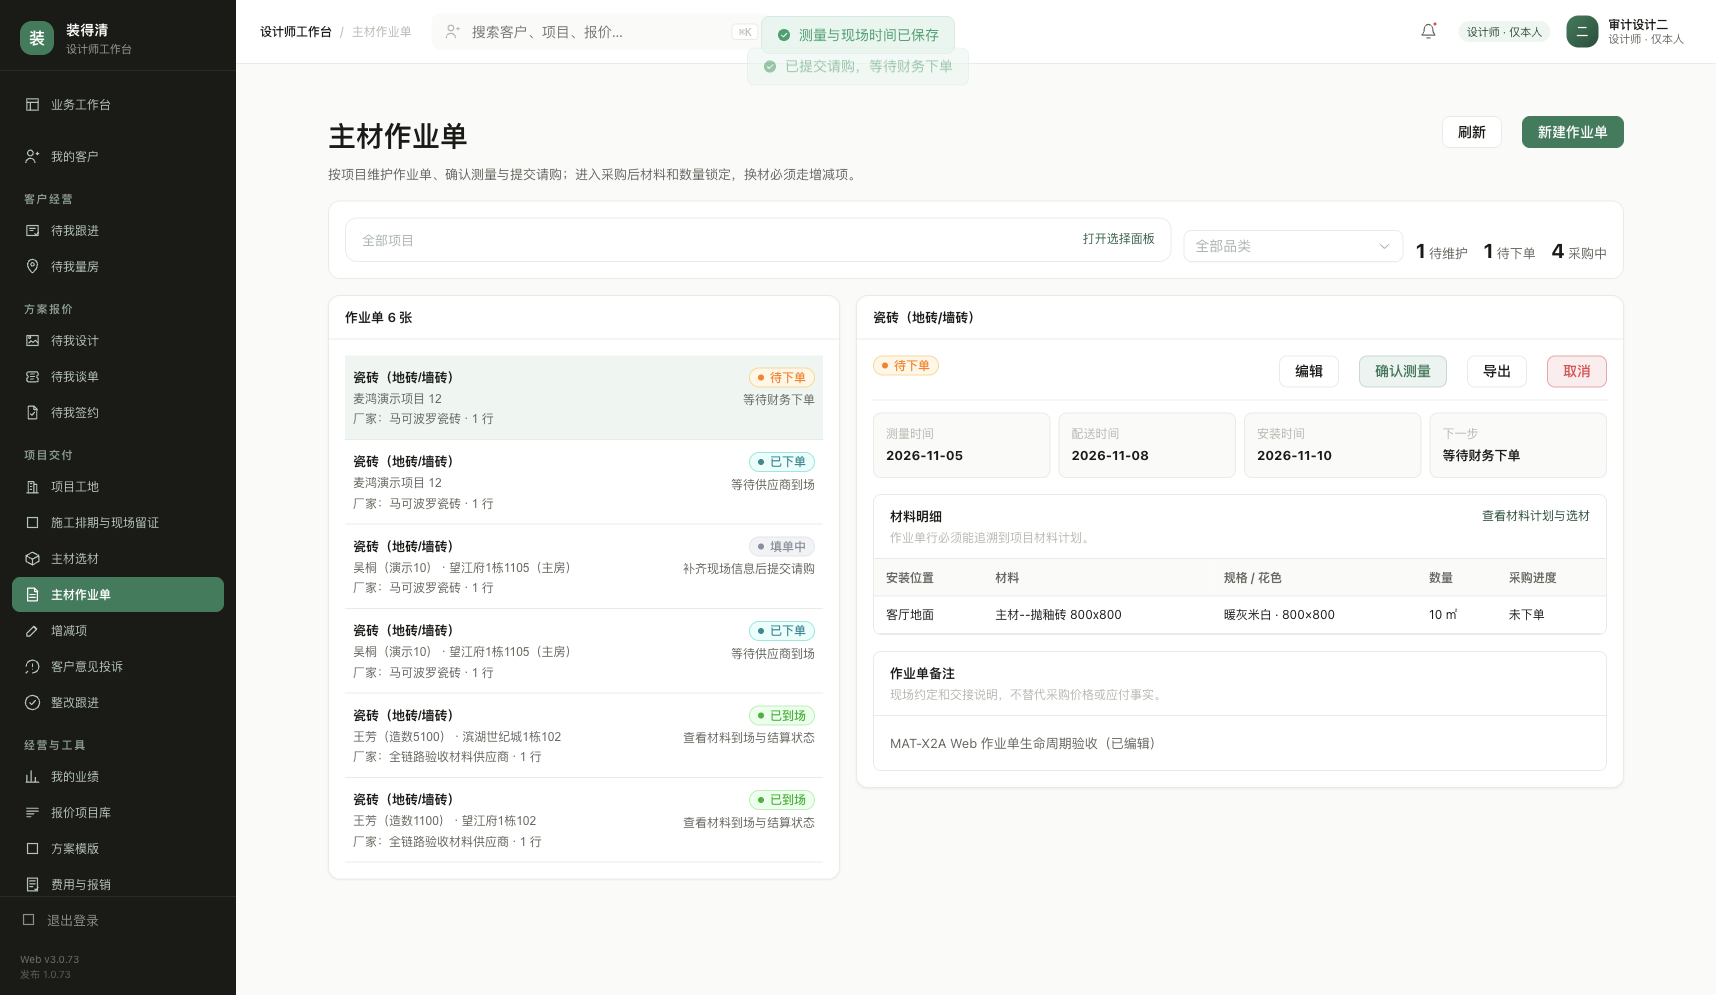 装
装得清
设计师工作台
业务工作台
我的客户
客户经营
待我跟进
待我量房
方案报价
待我设计
待我谈单
待我签约
项目交付
项目工地
施工排期与现场留证
主材选材
主材作业单
增减项
客户意见投诉
整改跟进
经营与工具
我的业绩
报价项目库
方案模版
费用与报销
退出登录
Web v3.0.73
发布 1.0.73
设计师工作台 / 主材作业单
搜索客户、项目、报价...
⌘K
测量与现场时间已保存
已提交请购，等待财务下单
设计师 · 仅本人
二
审计设计二
设计师 · 仅本人
主材作业单
刷新
新建作业单
按项目维护作业单、确认测量与提交请购；进入采购后材料和数量锁定，换材必须走增减项。
全部项目
打开选择面板
全部品类
1 待维护
1 待下单
4 采购中
作业单 6 张
瓷砖（地砖/墙砖）
待下单
麦鸿演示项目 12
等待财务下单
厂家：马可波罗瓷砖 · 1 行
瓷砖（地砖/墙砖）
已下单
麦鸿演示项目 12
等待供应商到场
厂家：马可波罗瓷砖 · 1 行
瓷砖（地砖/墙砖）
填单中
吴桐（演示10） · 望江府1栋1105（主房）
补齐现场信息后提交请购
厂家：马可波罗瓷砖 · 1 行
瓷砖（地砖/墙砖）
已下单
吴桐（演示10） · 望江府1栋1105（主房）
等待供应商到场
厂家：马可波罗瓷砖 · 1 行
瓷砖（地砖/墙砖）
已到场
王芳（造数5100） · 滨湖世纪城1栋102
查看材料到场与结算状态
厂家：全链路验收材料供应商 · 1 行
瓷砖（地砖/墙砖）
已到场
王芳（造数1100） · 望江府1栋102
查看材料到场与结算状态
厂家：全链路验收材料供应商 · 1 行
瓷砖（地砖/墙砖）
待下单
编辑
确认测量
导出
取消
测量时间
2026-11-05
配送时间
2026-11-08
安装时间
2026-11-10
下一步
等待财务下单
材料明细
查看材料计划与选材
作业单行必须能追溯到项目材料计划。
安装位置 材料 规格 / 花色 数量 采购进度
客厅地面 主材--抛釉砖 800x800 暖灰米白 · 800×800 10 ㎡ 未下单
作业单备注
现场约定和交接说明，不替代采购价格或应付事实。
MAT-X2A Web 作业单生命周期验收（已编辑）